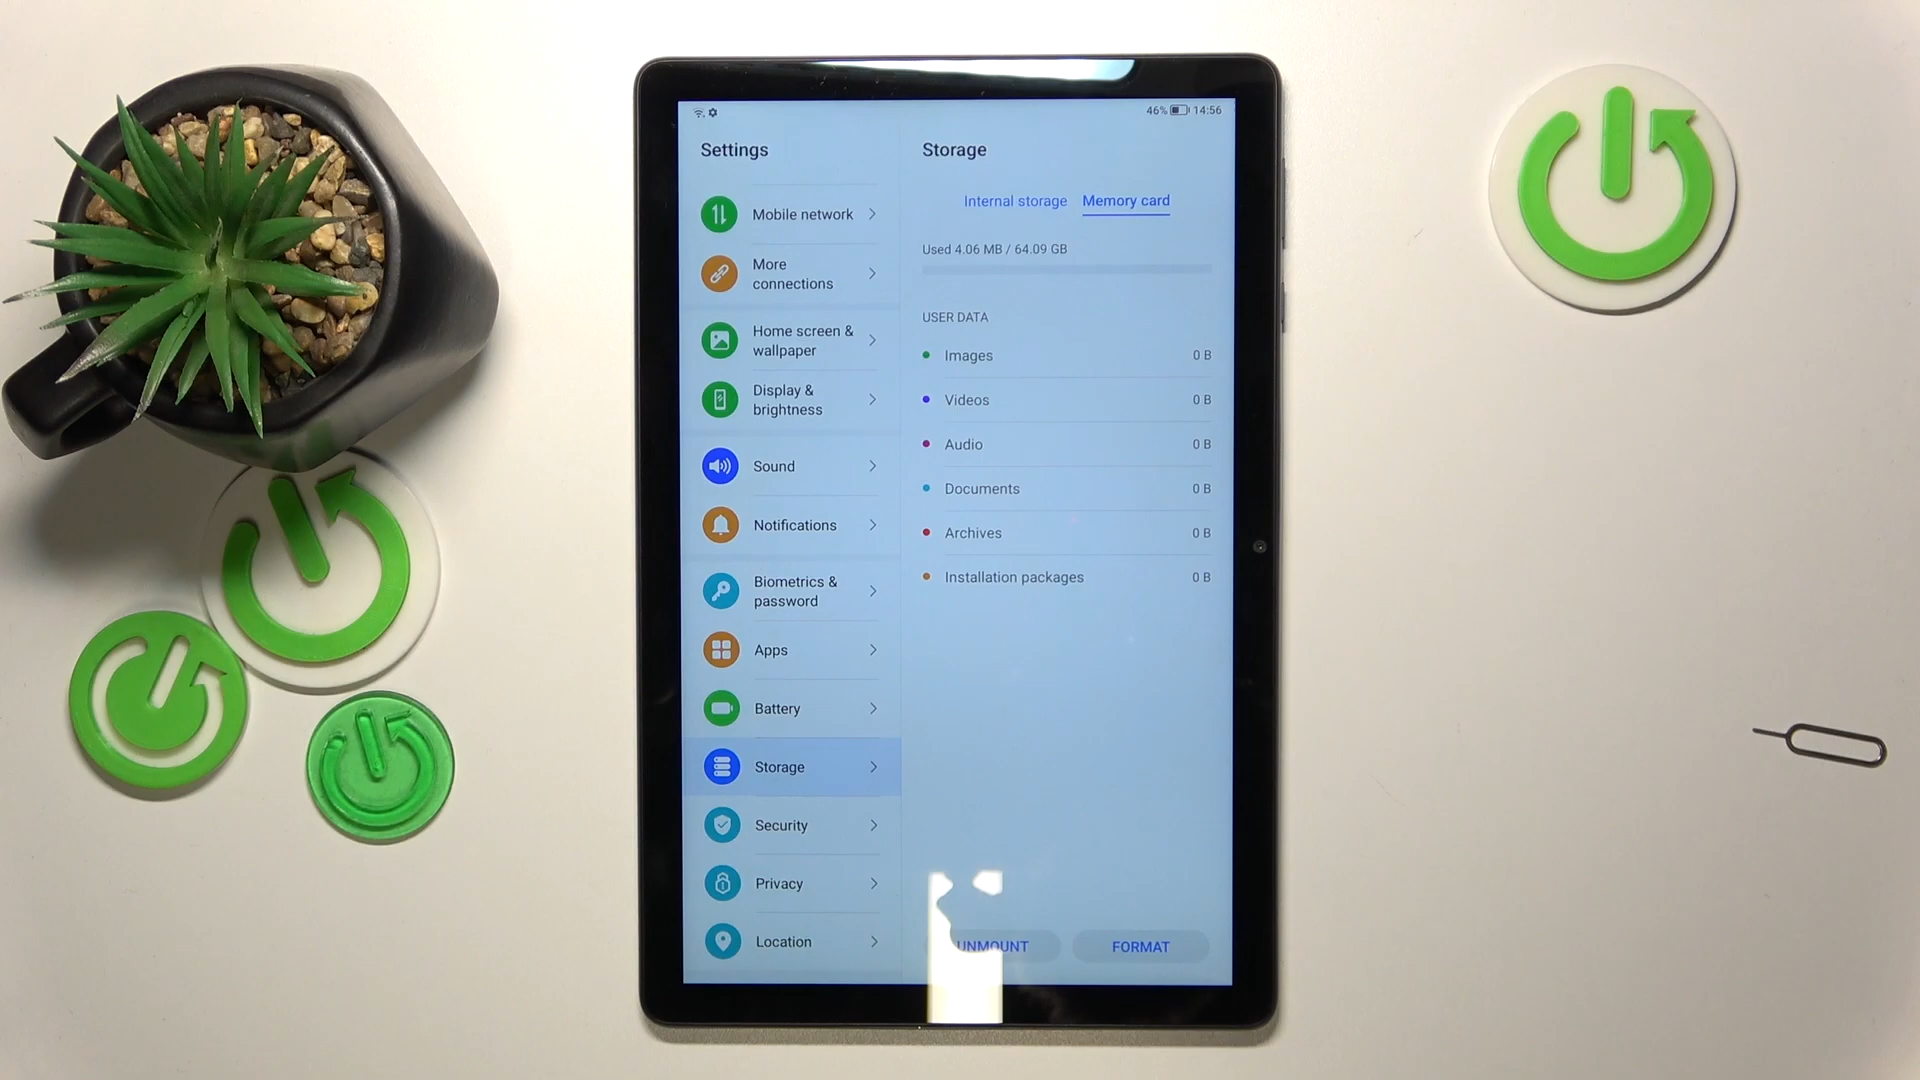 46% 14:56
Settings
Mobile network
More
connections
Home screen &
wallpaper
Display &
brightness
Sound
Notifications
Biometrics &
password
Apps
Battery
Storage
Security
Privacy
Location
Storage
Internal storage Memory card
Used 4.06 MB / 64.09 GB
USER DATA
Images 0 B
Videos 0 B
Audio 0 B
Documents 0 B
Archives 0 B
Installation packages 0 B
UNMOUNT FORMAT